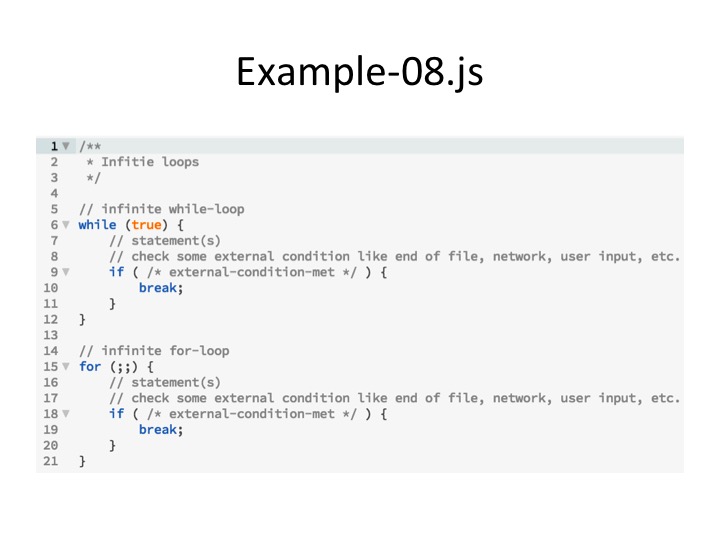 Example-08.js
1 /**
2  * Infitie loops
3  */
4
5 // infinite while-loop
6 while (true) {
7     // statement(s)
8     // check some external condition like end of file, network, user input, etc.
9     if ( /* external-condition-met */ ) {
10         break;
11     }
12 }
13
14 // infinite for-loop
15 for (;;) {
16     // statement(s)
17     // check some external condition like end of file, network, user input, etc.
18     if ( /* external-condition-met */ ) {
19         break;
20     }
21 }